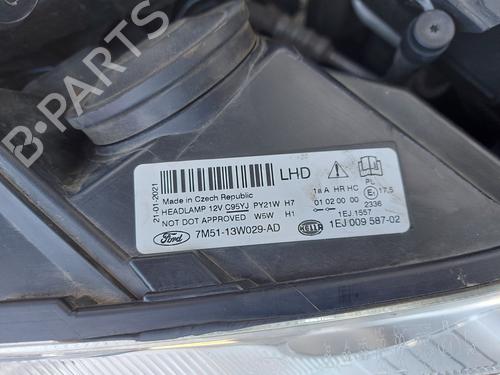 B-PARTS
21-01-2021
Made in Czech Republic
LHD
HEADLAMP 12V C95YJ PY21W H7
NOT DOT APPROVED W5W H1
Ford 7M51-13W029-AD
PL
1a A HR HC E1 17.5
01 02 00 00 2336
1EJ.1557
HELLA 1EJ 009 587-02